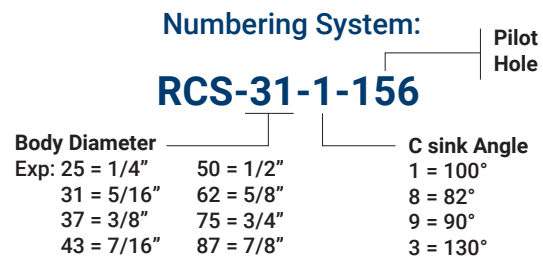 Numbering System:
Pilot
Hole
RCS-31-1-156
Body Diameter
Exp: 25 = 1/4” 50 = 1/2”
31 = 5/16” 62 = 5/8”
37 = 3/8” 75 = 3/4”
43 = 7/16” 87 = 7/8”
C sink Angle
1 = 100°
8 = 82°
9 = 90°
3 = 130°